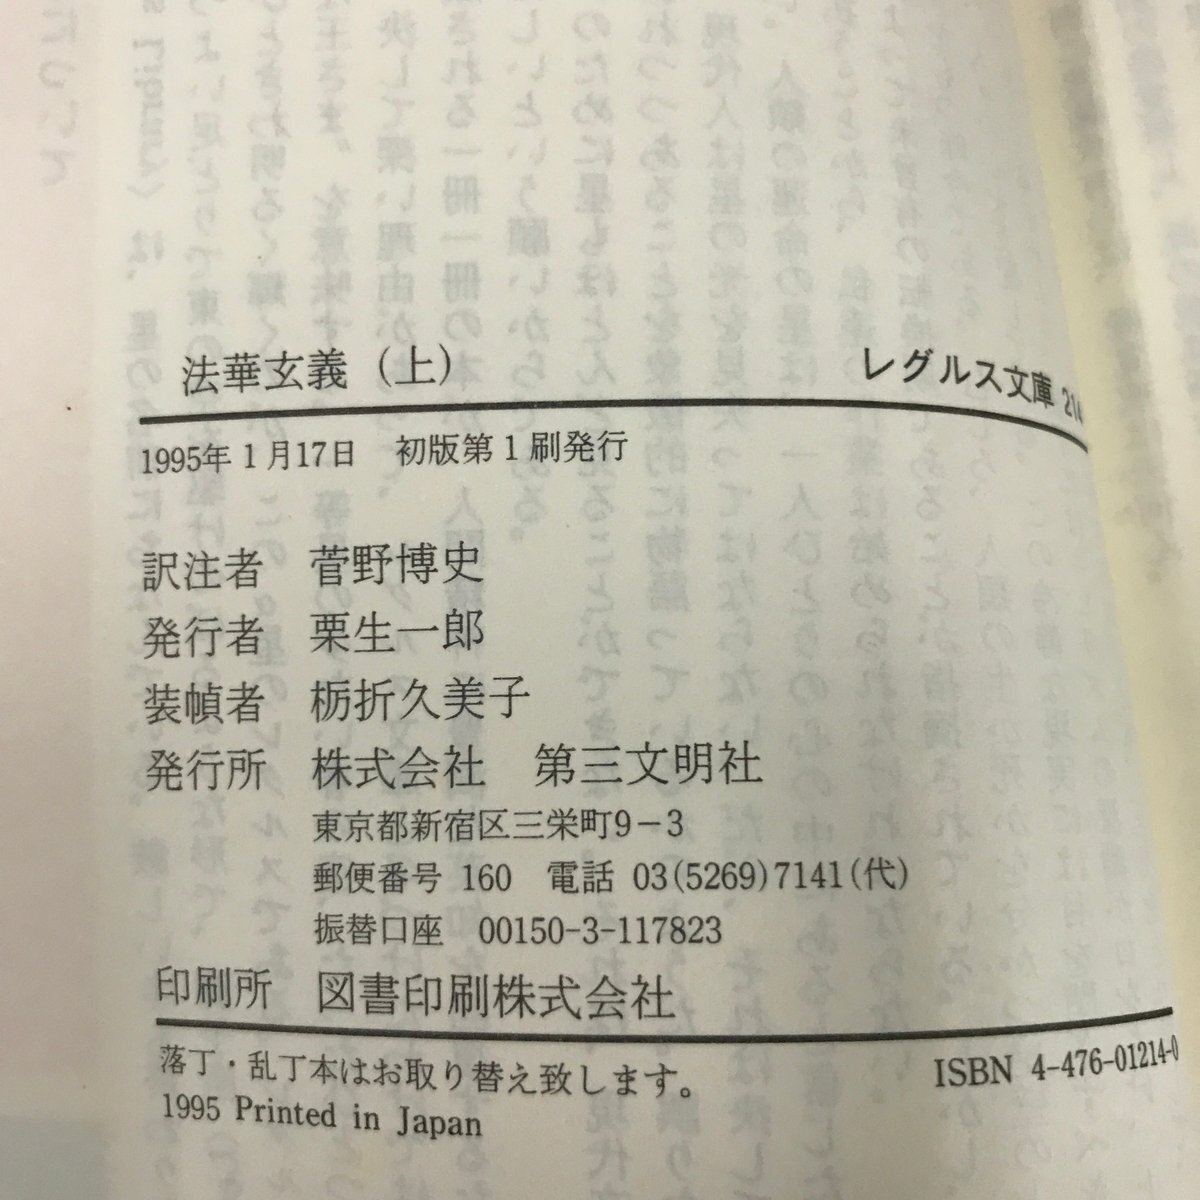 法華玄義（上）　レグルス文庫 214
1995年1月17日　初版第1刷発行
訳注者　菅野博史
発行者　栗生一郎
装幀者　栃折久美子
発行所　株式会社　第三文明社
東京都新宿区三栄町9－3
郵便番号 160　電話 03(5269)7141(代)
振替口座　00150-3-117823
印刷所　図書印刷株式会社
落丁・乱丁本はお取り替え致します。　ISBN 4-476-01214-0
1995 Printed in Japan